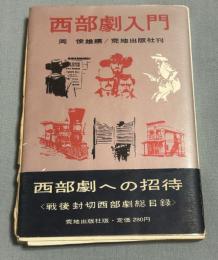 西部劇入門
岡 俊雄編/荒地出版社刊
西部劇への招待
<戦後封切西部劇総目録>
荒地出版社版・定価280円